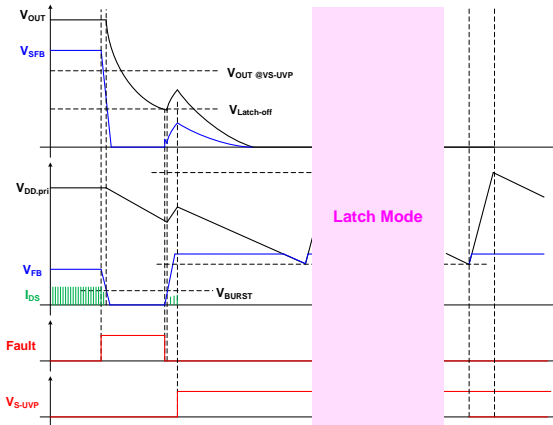 VOUT
VSFB
VOUT @VS-UVP
VLatch-off
VDD.pri
Latch Mode
VFB
IDS
VBURST
Fault
VS-UVP